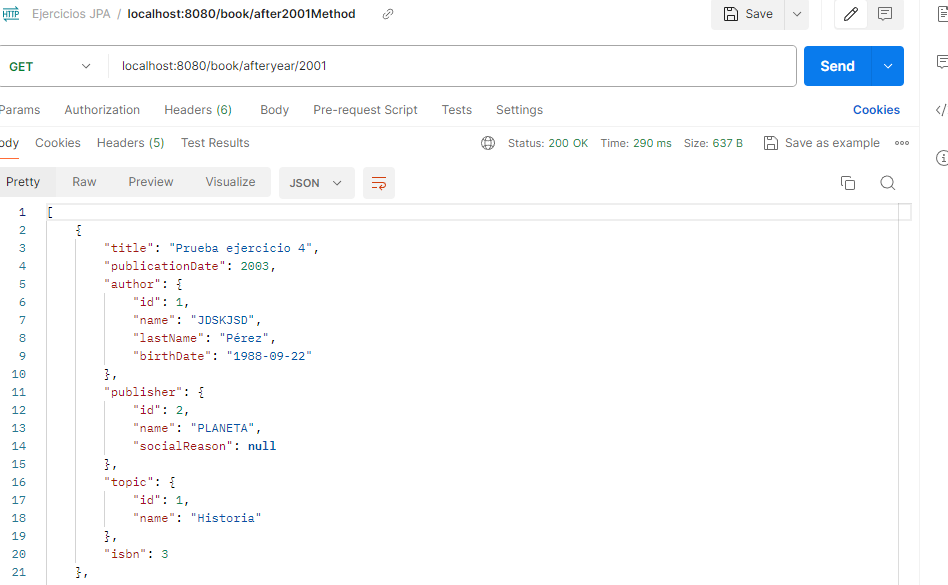 HTTP Ejercicios JPA / localhost:8080/book/after2001Method Save
GET localhost:8080/book/afteryear/2001 Send
Params Authorization Headers (6) Body Pre-request Script Tests Settings Cookies
ody Cookies Headers (5) Test Results Status: 200 OK Time: 290 ms Size: 637 B Save as example
Pretty Raw Preview Visualize JSON
1 [
2 {
3 "title": "Prueba ejercicio 4",
4 "publicationDate": 2003,
5 "author": {
6 "id": 1,
7 "name": "JDSKJSD",
8 "lastName": "Pérez",
9 "birthDate": "1988-09-22"
10 },
11 "publisher": {
12 "id": 2,
13 "name": "PLANETA",
14 "socialReason": null
15 },
16 "topic": {
17 "id": 1,
18 "name": "Historia"
19 },
20 "isbn": 3
21 },